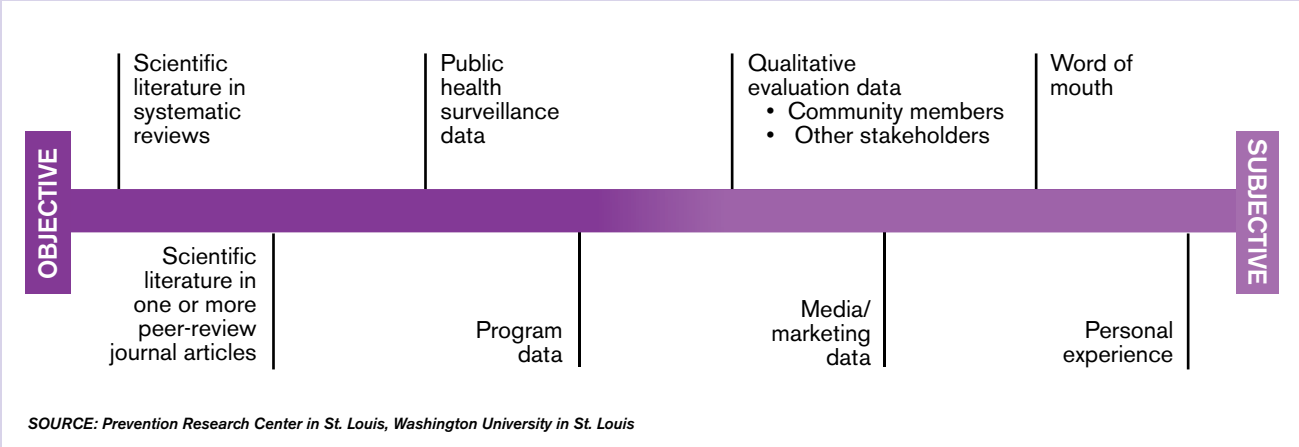 Scientific
literature in
systematic
reviews
Public
health
surveillance
data
Qualitative
evaluation data
• Community members
• Other stakeholders
Word of
mouth
OBJECTIVE
SUBJECTIVE
Scientific
literature in
one or more
peer-review
journal articles
Program
data
Media/
marketing
data
Personal
experience
SOURCE: Prevention Research Center in St. Louis, Washington University in St. Louis